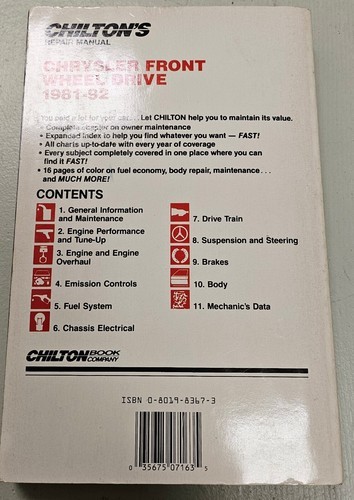 CHILTON'S
REPAIR MANUAL
CHRYSLER FRONT
WHEEL DRIVE
1981-92
You paid a lot for your car...Let CHILTON help you to maintain its value.
• Complete chapter on owner maintenance
• Expanded index to help you find whatever you want — FAST!
• All charts up-to-date with every year of coverage
• Every subject completely covered in one place where you can
find it FAST!
• 16 pages of color on fuel economy, body repair, maintenance...
and MUCH MORE!
CONTENTS
1. General Information
and Maintenance
2. Engine Performance
and Tune-Up
3. Engine and Engine
Overhaul
4. Emission Controls
5. Fuel System
6. Chassis Electrical
7. Drive Train
8. Suspension and Steering
9. Brakes
10. Body
11. Mechanic's Data
CHILTON BOOK
COMPANY
ISBN 0-8019-8367-3
0 35675 07163 5